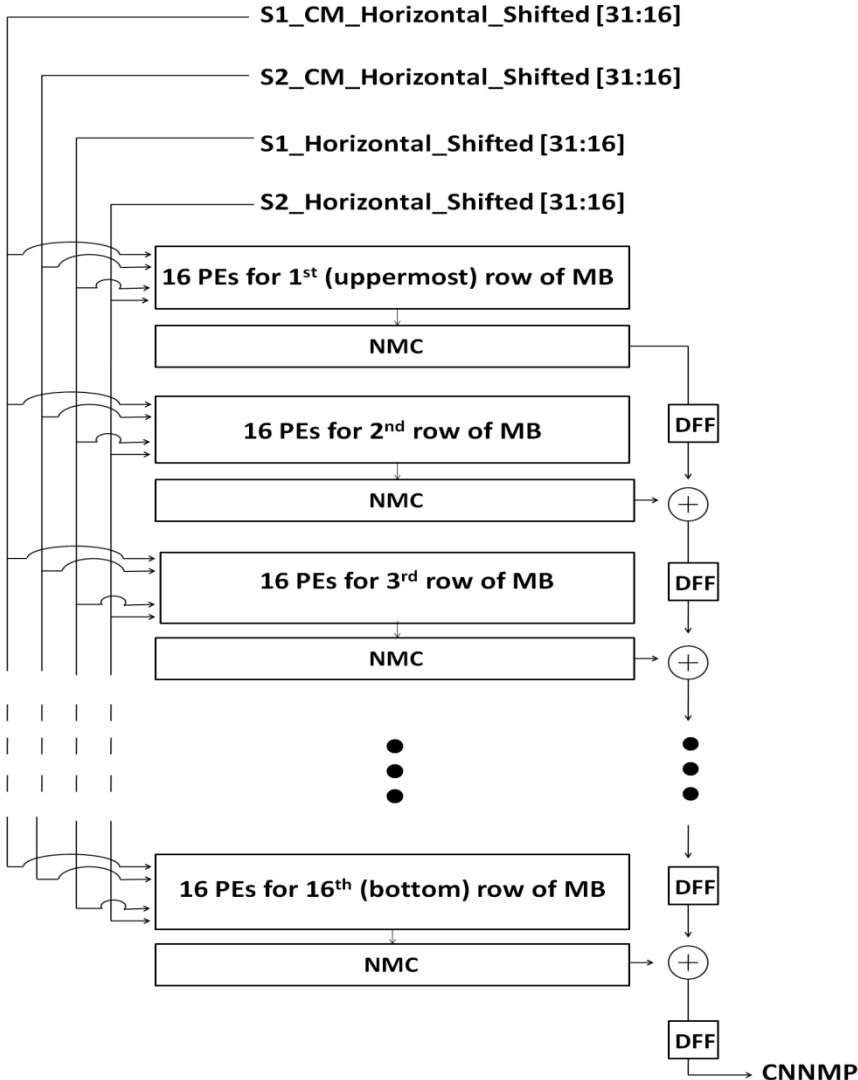 S1_CM_Horizontal_Shifted [31:16]
S2_CM_Horizontal_Shifted [31:16]
S1_Horizontal_Shifted [31:16]
S2_Horizontal_Shifted [31:16]
16 PEs for 1st (uppermost) row of MB
NMC
DFF
16 PEs for 2nd row of MB
NMC
+
16 PEs for 3rd row of MB
DFF
NMC
+
16 PEs for 16th (bottom) row of MB
DFF
NMC
+
DFF
CNNMP